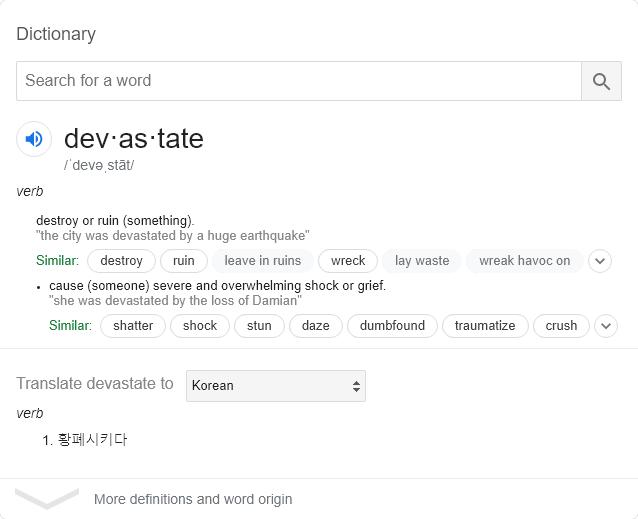 Dictionary
Search for a word
dev·as·tate
/ˈdevəˌstāt/
verb
destroy or ruin (something).
"the city was devastated by a huge earthquake"
Similar: destroy ruin leave in ruins wreck lay waste wreak havoc on
• cause (someone) severe and overwhelming shock or grief.
"she was devastated by the loss of Damian"
Similar: shatter shock stun daze dumbfound traumatize crush
Translate devastate to Korean
verb
1. 황폐시키다
More definitions and word origin